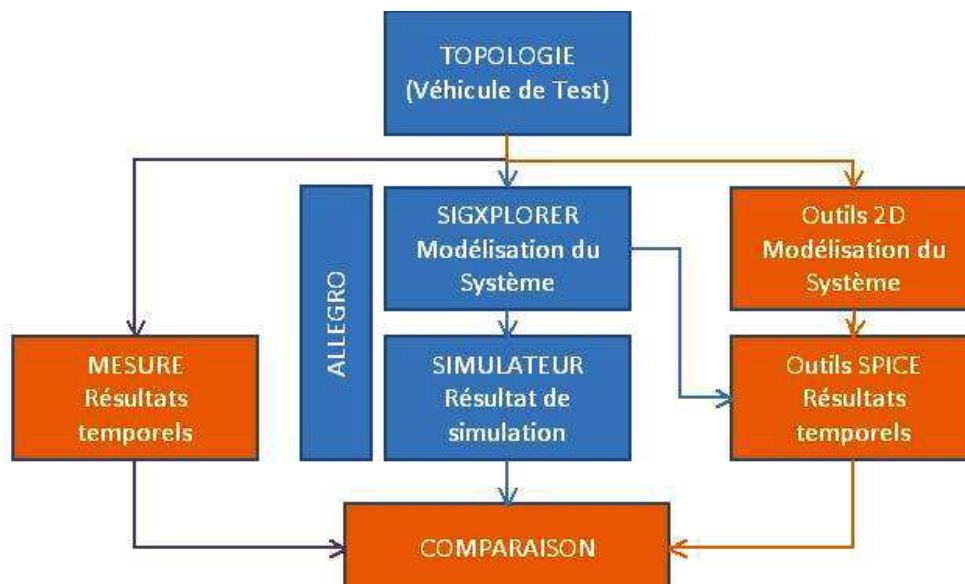 TOPOLOGIE
(Véhicule de Test)
ALLEGRO
SIGXPLORER
Modélisation du
Système
Outils 2D
Modélisation du
Système
MESURE
Résultats
temporels
SIMULATEUR
Résultat de
simulation
Outils SPICE
Résultats
temporels
COMPARAISON